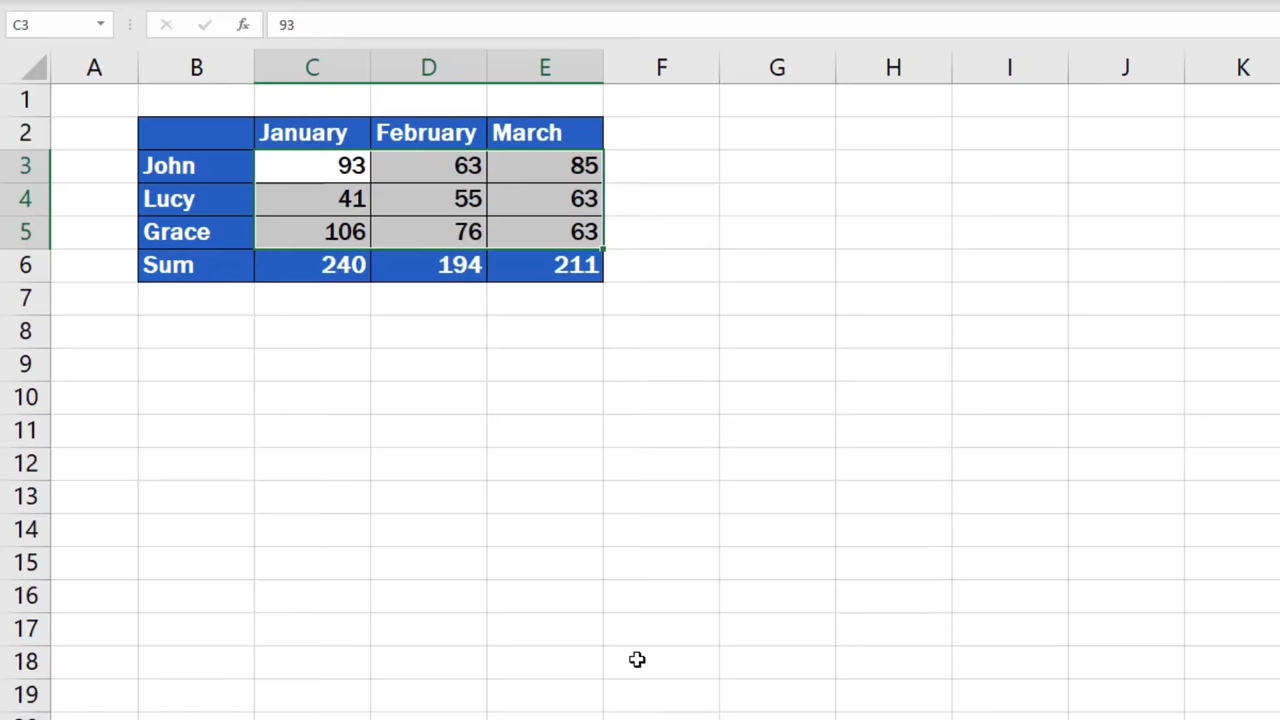 C3 fx 93
A B C D E F G H I J K
1
2 January February March
3 John 93 63 85
4 Lucy 41 55 63
5 Grace 106 76 63
6 Sum 240 194 211
7
8
9
10
11
12
13
14
15
16
17
18
19